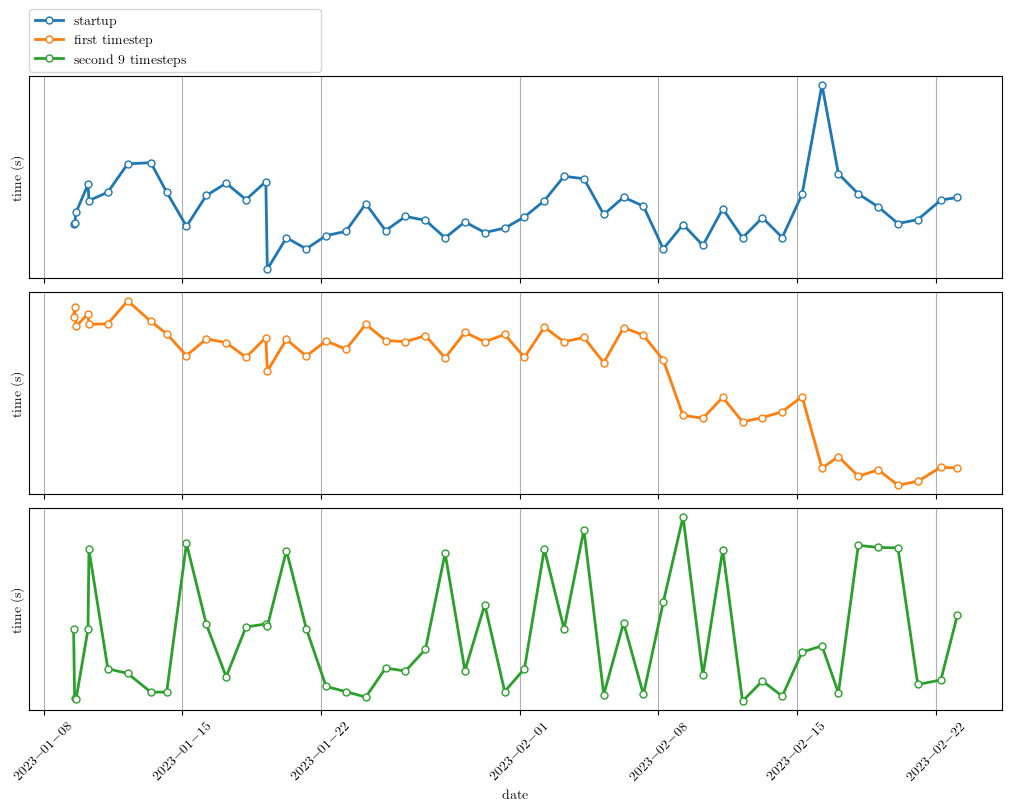 startup
first timestep
second 9 timesteps
time (s)
time (s)
time (s)
2023−01−08
2023−01−15
2023−01−22
2023−02−01
2023−02−08
2023−02−15
2023−02−22
date